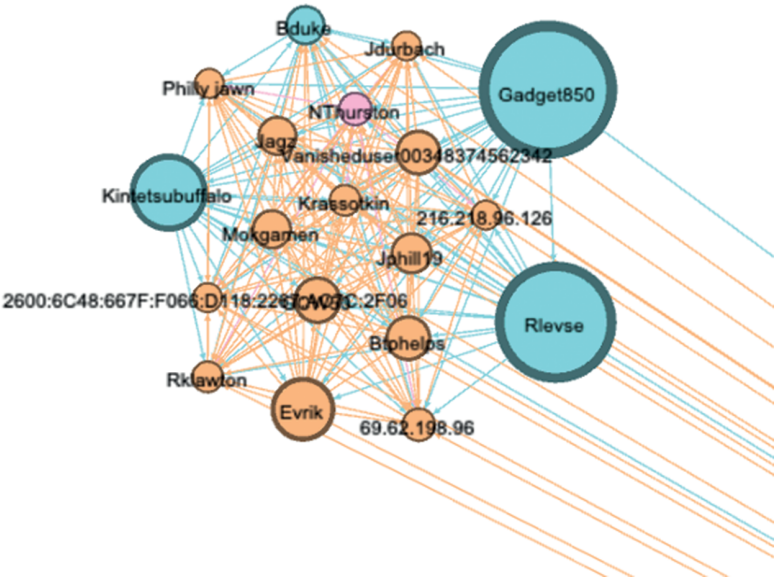 Bduke
Jdurbach
Philly jawn
Gadget850
NThurston
Jagz
Vanisheduser00348374562342
Kintetsubuffalo
Krassotkin
216.218.96.126
Mokgamen
Jphill19
Rlevse
Btphelps
Rklawton
Evrik
69.62.198.96